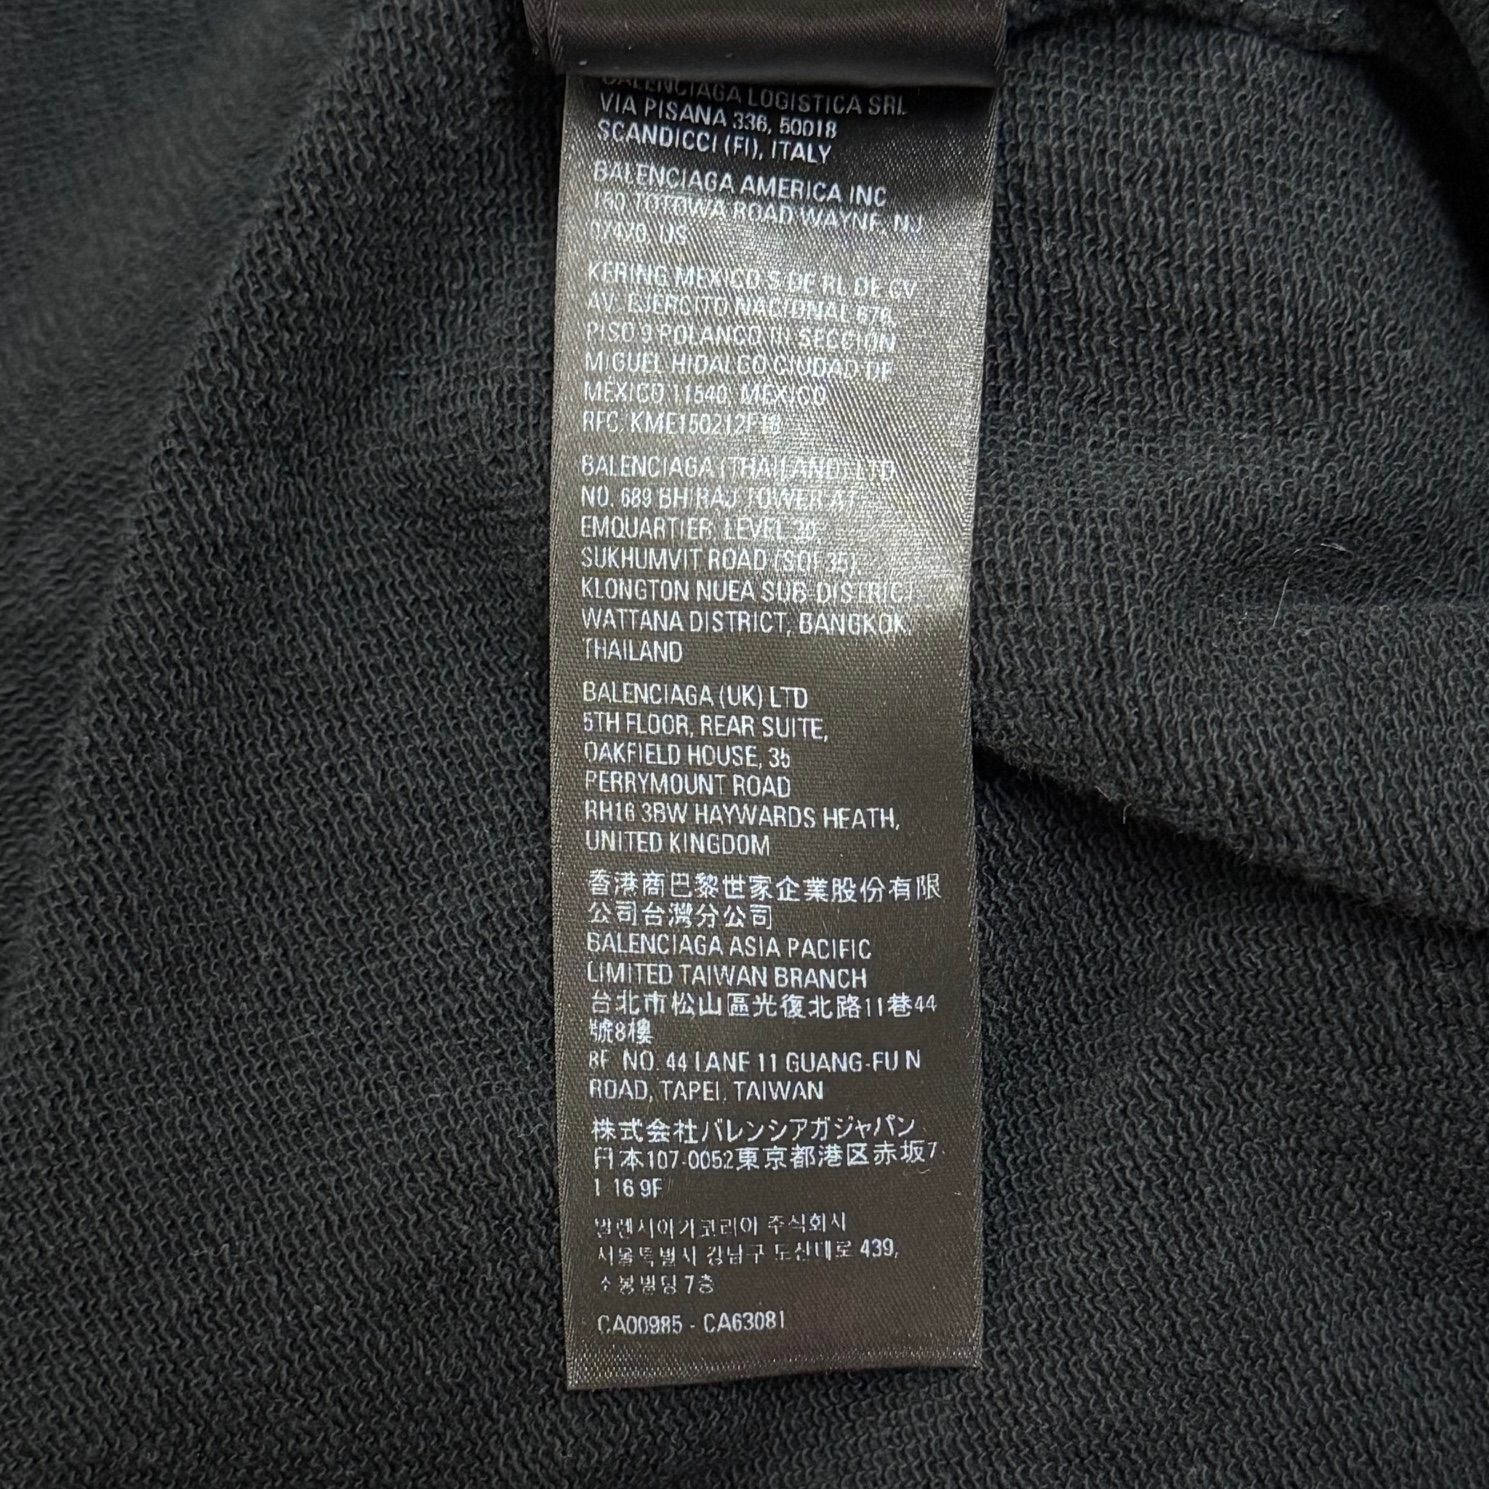 BALENCIAGA LOGISTICA SRL
VIA PISANA 336, 50018
SCANDICCI (FI), ITALY
BALENCIAGA AMERICA INC
160 TOTOWA ROAD WAYNE, NJ
07470, US
KERING MEXICO S DE RL DE CV
AV. EJERCITO NACIONAL 676,
PISO 9 POLANCO III SECCION
MIGUEL HIDALGO CIUDAD DE
MEXICO 11540, MEXICO
RFC: KME150212F18
BALENCIAGA (THAILAND) LTD
NO. 689 BHIRAJ TOWER AT
EMQUARTIER, LEVEL 30
SUKHUMVIT ROAD (SOI 35),
KLONGTON NUEA SUB-DISTRICT
WATTANA DISTRICT, BANGKOK,
THAILAND
BALENCIAGA (UK) LTD
5TH FLOOR, REAR SUITE,
OAKFIELD HOUSE, 35
PERRYMOUNT ROAD
RH16 3BW HAYWARDS HEATH,
UNITED KINGDOM
香港商巴黎世家企業股份有限
公司台灣分公司
BALENCIAGA ASIA PACIFIC
LIMITED TAIWAN BRANCH
台北市松山區光復北路11巷44
號8樓
8F NO. 44 LANE 11 GUANG-FU N
ROAD, TAPEI, TAIWAN
株式会社バレンシアガジャパン
日本107-0052東京都港区赤坂7-
1-16 9F
발렌시아가코리아 주식회사
서울특별시 강남구 도산대로 439,
소봉빌딩 7층
CA00985 - CA63081